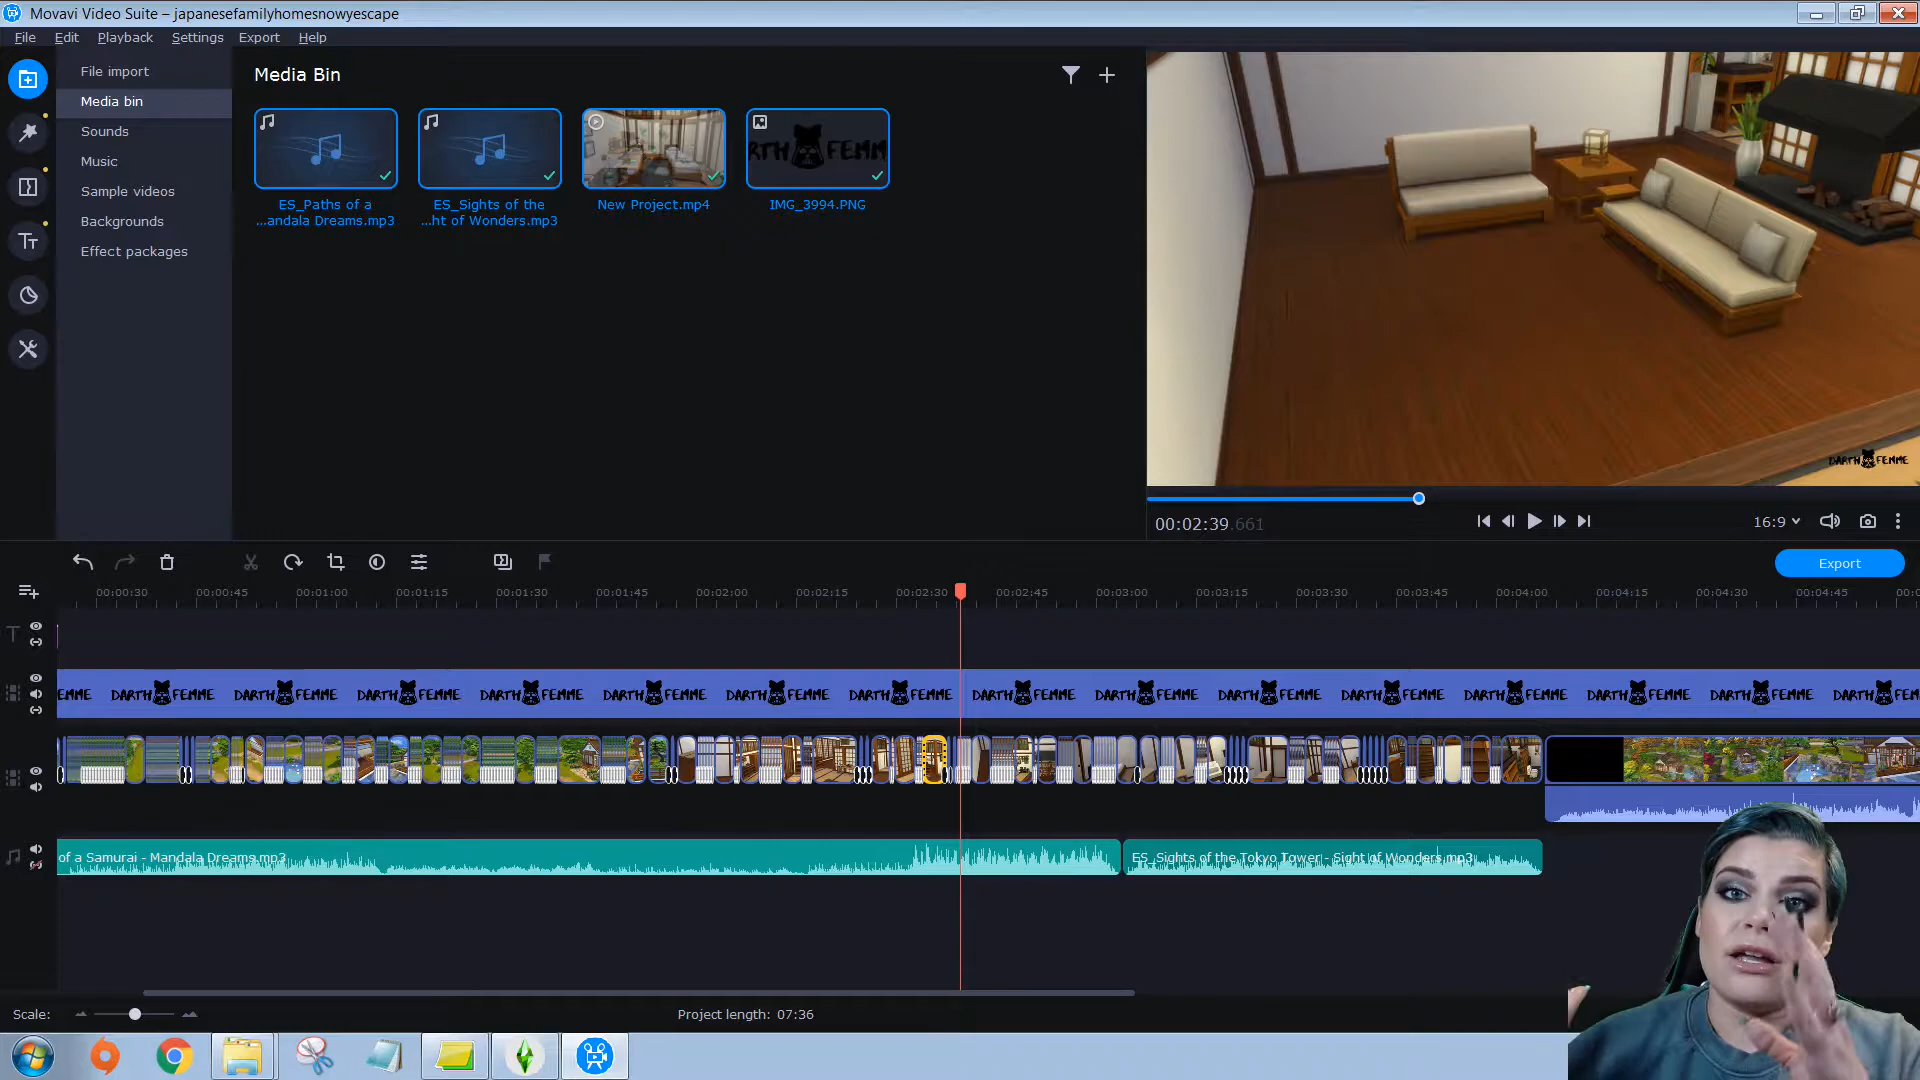 Movavi Video Suite – japanesefamilyhomesnowyescape
File Edit Playback Settings Export Help
File import
Media bin
Sounds
Music
Sample videos
Backgrounds
Effect packages
Media Bin
RTH FEMM
ES_Paths of a
...andala Dreams.mp3
ES_Sights of the
...ht of Wonders.mp3
New Project.mp4
IMG_3994.PNG
DARTH FEMME
00:02:39.661
16:9
Export
00:00:30 00:00:45 00:01:00 00:01:15 00:01:30 00:01:45 00:02:00 00:02:15 00:02:30 00:02:45 00:03:00 00:03:15 00:03:30 00:03:45 00:04:00 00:04:15 00:04:30 00:04:45 00:0
EMME DARTH FEMME DARTH FEMME DARTH FEMME DARTH FEMME DARTH FEMME DARTH FEMME DARTH FEMME DARTH FEMME DARTH FEMME DARTH FEMME DARTH FEMME DARTH FEMME DARTH FEMME DARTH FEMME DARTH FEM
of a Samurai - Mandala Dreams.mp3
ES_Sights of the Tokyo Tower - Sight of Wonders.mp3
Scale:
Project length: 07:36